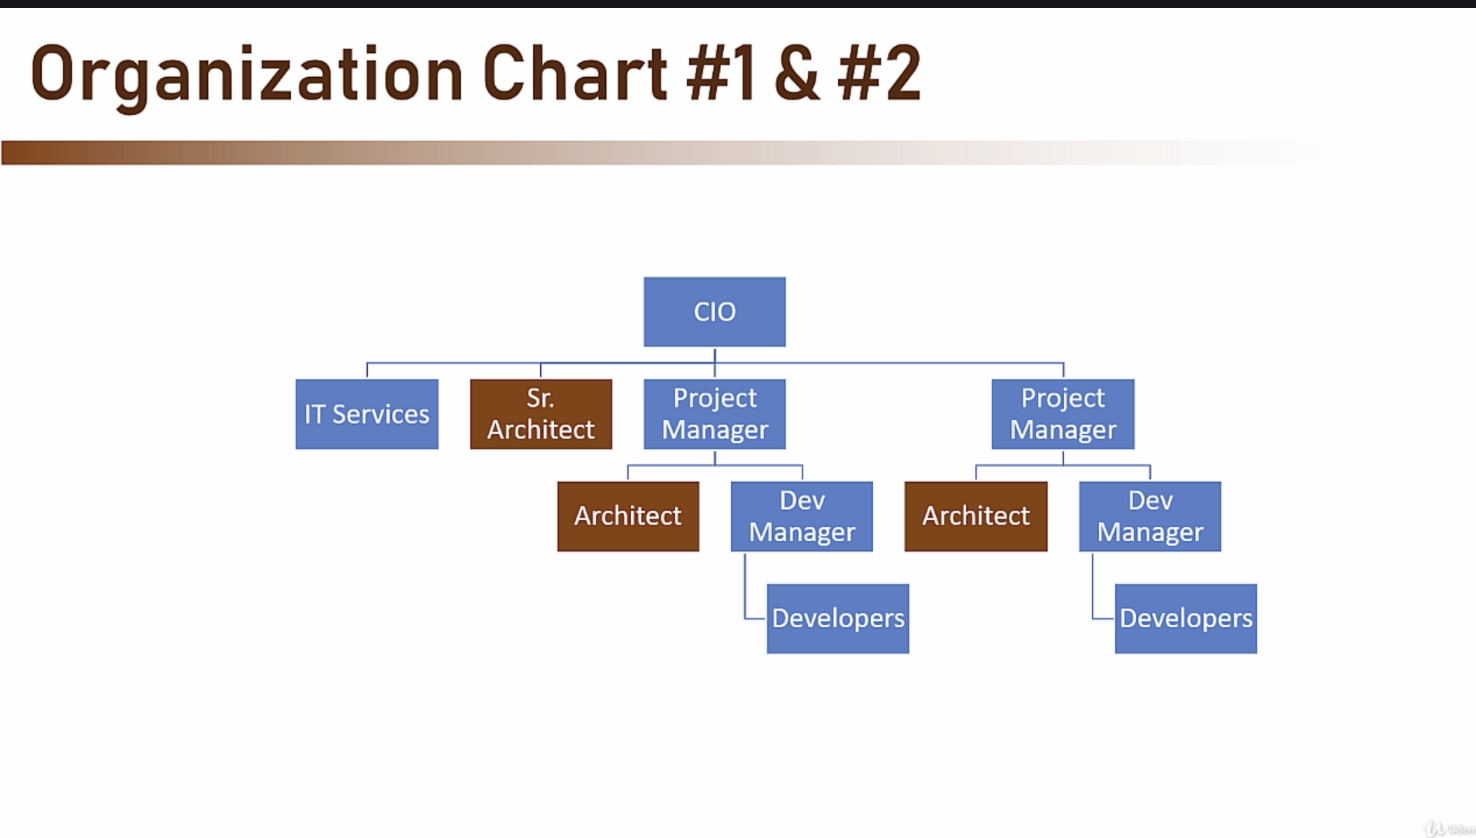 Organization Chart #1 & #2
CIO
IT Services
Sr.
Architect
Project
Manager
Project
Manager
Architect
Dev
Manager
Architect
Dev
Manager
Developers
Developers